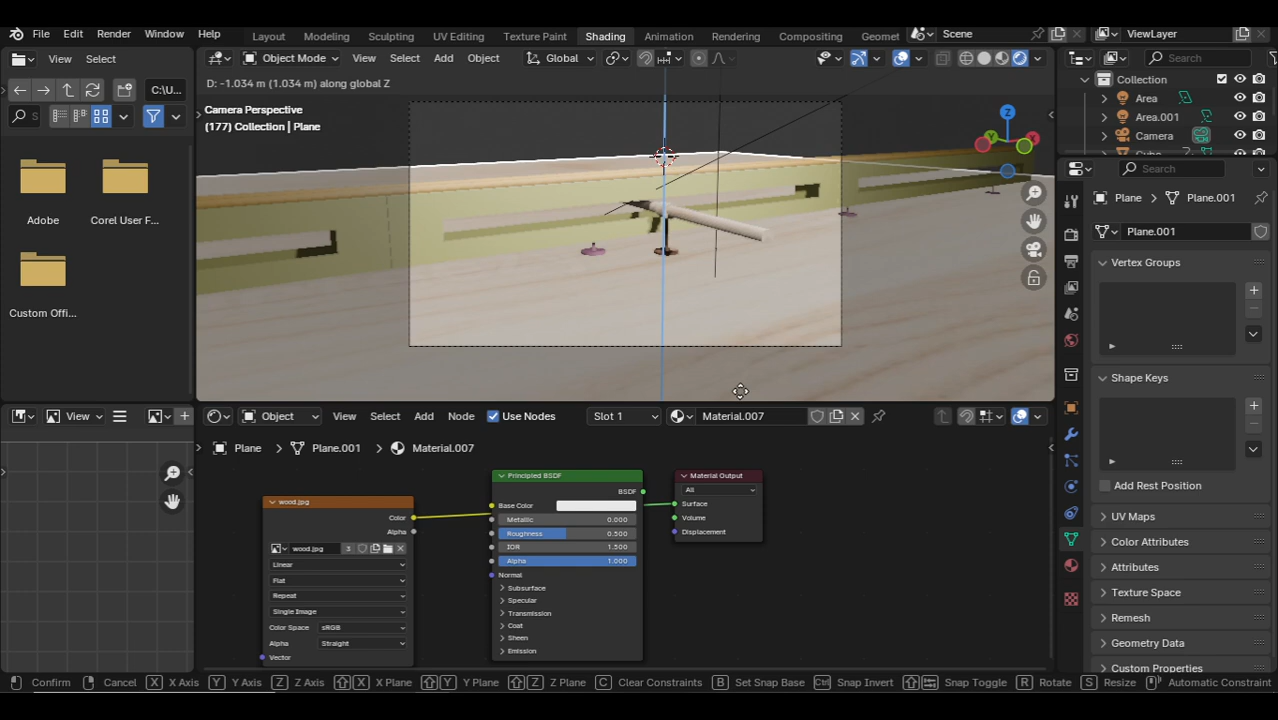 File Edit Render Window Help Layout Modeling Sculpting UV Editing Texture Paint Shading Animation Rendering Compositing Geomet Scene ViewLayer
View Select Object Mode View Select Add Object Global Search
C:\U...
D: -1.034 m (1.034 m) along global Z
Camera Perspective
(177) Collection | Plane
Z
Y
Collection
Area
Area.001
Camera
S
Search
Adobe
Corel User F...
Custom Offi...
Plane Plane.001
Plane.001
Vertex Groups
Shape Keys
Add Rest Position
UV Maps
Color Attributes
Attributes
Texture Space
Remesh
Geometry Data
Custom Properties
View Object View Select Add Node Use Nodes Slot 1 Material.007
Plane Plane.001 Material.007
wood.jpg
Color
Alpha
wood.jpg 3
Linear
Flat
Repeat
Single Image
Color Space sRGB
Alpha Straight
Vector
Principled BSDF
BSDF
Base Color
Metallic 0.000
Roughness 0.500
IOR 1.500
Alpha 1.000
Normal
Subsurface
Specular
Transmission
Coat
Sheen
Emission
Material Output
All
Surface
Volume
Displacement
Confirm Cancel X X Axis Y Y Axis Z Z Axis X X Plane Y Y Plane Z Z Plane C Clear Constraints B Set Snap Base Ctrl Snap Invert Snap Toggle R Rotate S Resize Automatic Constraint